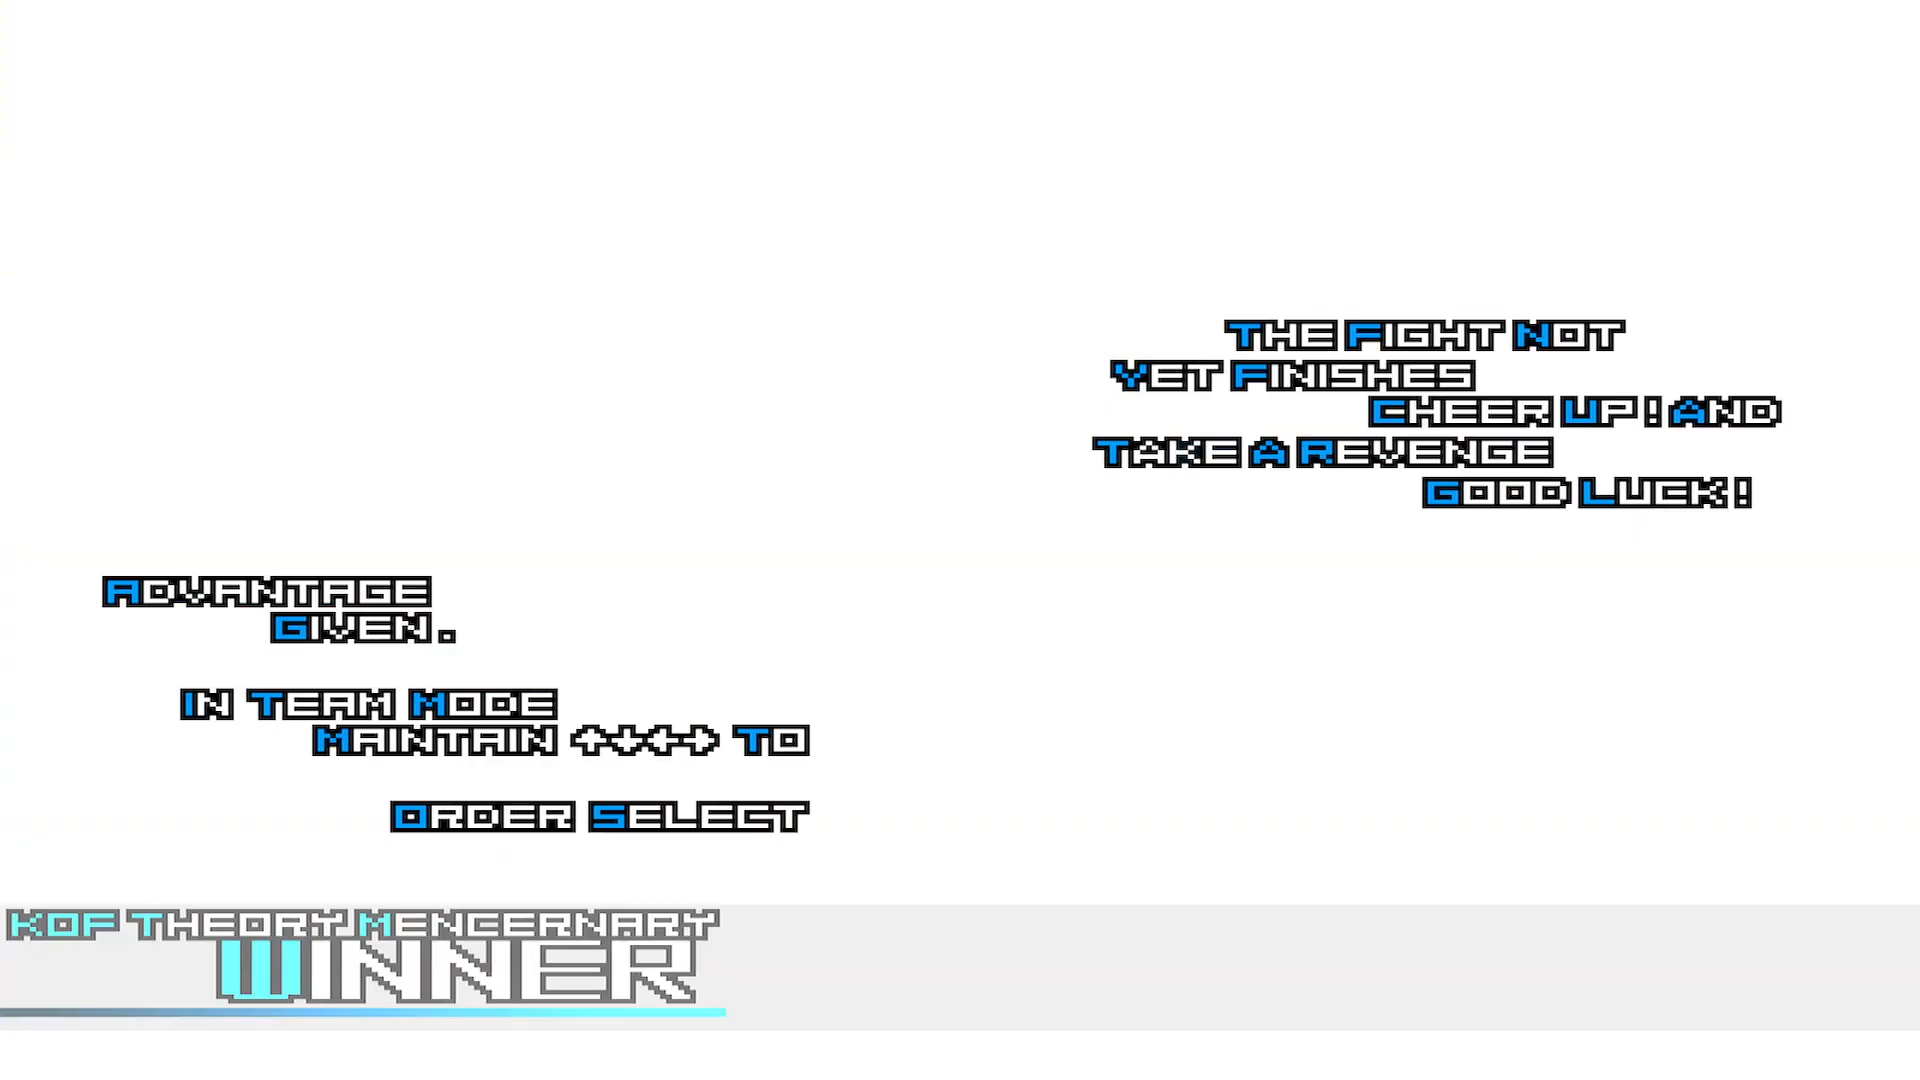 The Fight Not
Yet Finishes
Cheer Up! And
Take A Revenge
Good Luck!
Advantage
Given.
In Team Mode
Maintain ↑↓←→ To
Order Select
KOF Theory Mencernary
Winner